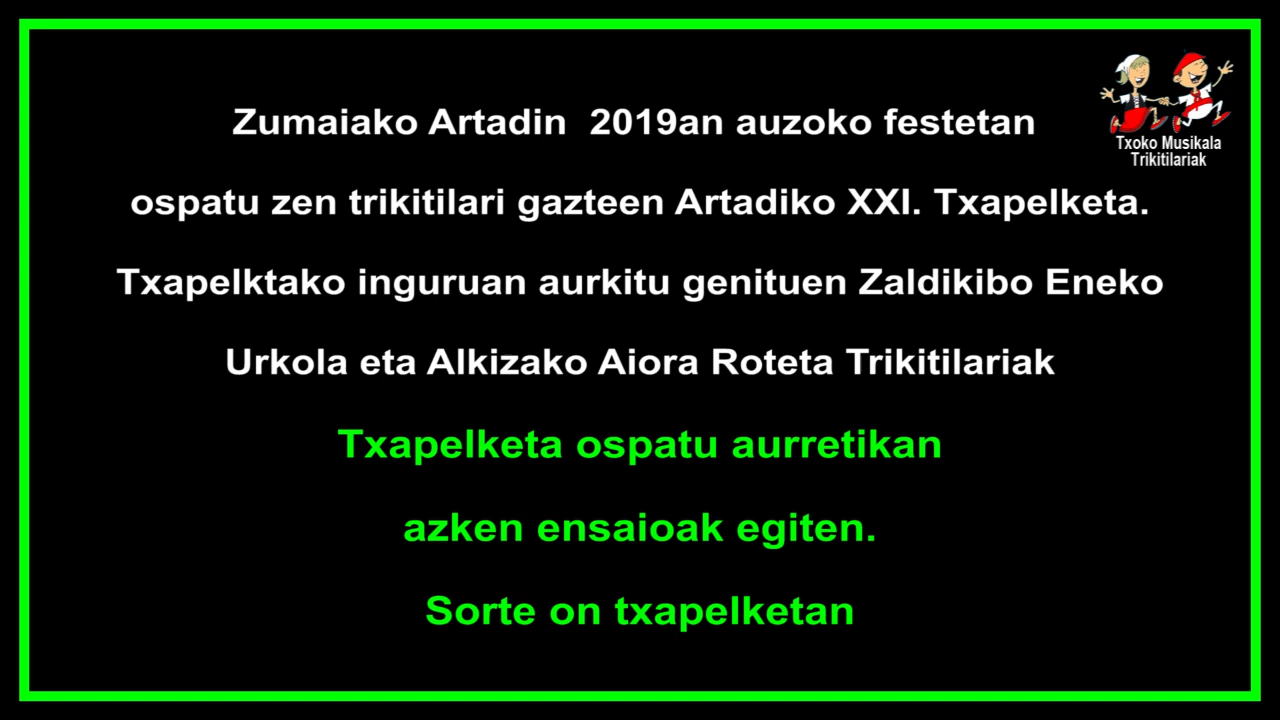 Zumaiako Artadin  2019an auzoko festetan
Txoko Musikala
Trikitilariak
ospatu zen trikitilari gazteen Artadiko XXI. Txapelketa.
Txapelktako inguruan aurkitu genituen Zaldikibo Eneko
Urkola eta Alkizako Aiora Roteta Trikitilariak
Txapelketa ospatu aurretikan
azken ensaioak egiten.
Sorte on txapelketan